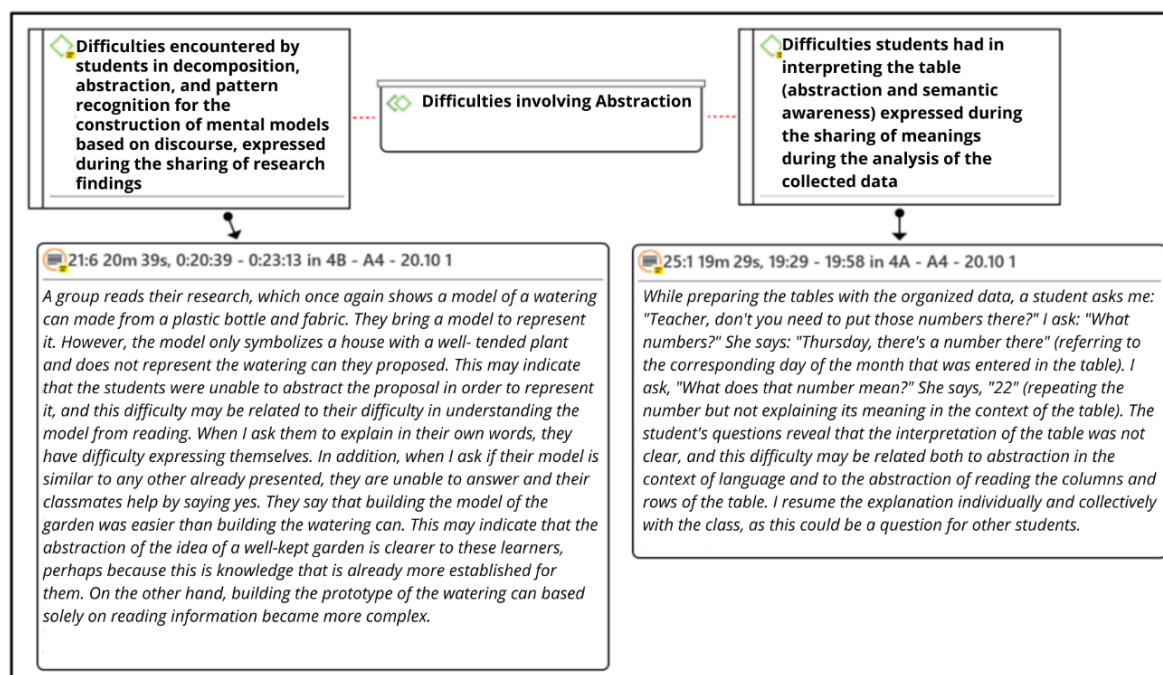 Difficulties encountered by
students in decomposition,
abstraction, and pattern
recognition for the
construction of mental models
based on discourse, expressed
during the sharing of research
findings
Difficulties involving Abstraction
Difficulties students had in
interpreting the table
(abstraction and semantic
awareness) expressed during
the sharing of meanings
during the analysis of the
collected data
21:6 20m 39s, 0:20:39 - 0:23:13 in 4B - A4 - 20.10 1
A group reads their research, which once again shows a model of a watering
can made from a plastic bottle and fabric. They bring a model to represent
it. However, the model only symbolizes a house with a well- tended plant
and does not represent the watering can they proposed. This may indicate
that the students were unable to abstract the proposal in order to represent
it, and this difficulty may be related to their difficulty in understanding the
model from reading. When I ask them to explain in their own words, they
have difficulty expressing themselves. In addition, when I ask if their model is
similar to any other already presented, they are unable to answer and their
classmates help by saying yes. They say that building the model of the
garden was easier than building the watering can. This may indicate that the
abstraction of the idea of a well-kept garden is clearer to these learners,
perhaps because this is knowledge that is already more established for
them. On the other hand, building the prototype of the watering can based
solely on reading information became more complex.
25:1 19m 29s, 19:29 - 19:58 in 4A - A4 - 20.10 1
While preparing the tables with the organized data, a student asks me:
"Teacher, don't you need to put those numbers there?" I ask: "What
numbers?" She says: "Thursday, there's a number there" (referring to
the corresponding day of the month that was entered in the table). I
ask, "What does that number mean?" She says, "22" (repeating the
number but not explaining its meaning in the context of the table). The
student's questions reveal that the interpretation of the table was not
clear, and this difficulty may be related both to abstraction in the
context of language and to the abstraction of reading the columns and
rows of the table. I resume the explanation individually and collectively
with the class, as this could be a question for other students.